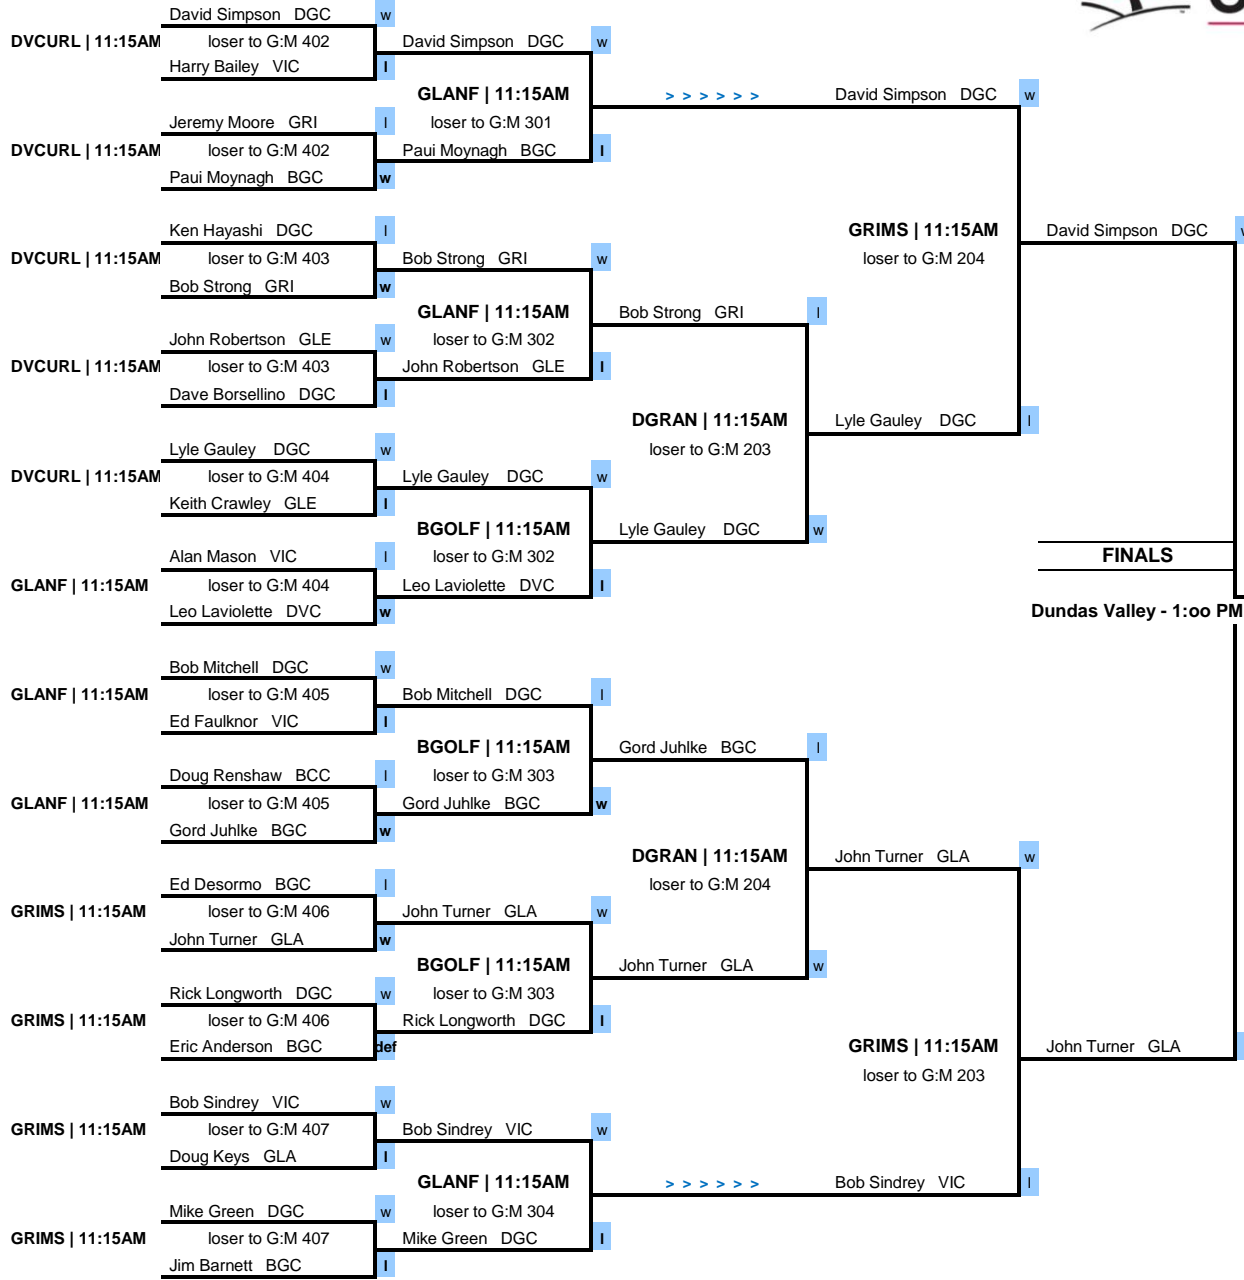 David Simpson DGC w
DVCURL | 11:15AM loser to G:M 402 David Simpson DGC w
Harry Bailey VIC l
GLANF | 11:15AM > > > > > > David Simpson DGC w
Jeremy Moore GRI l loser to G:M 301
DVCURL | 11:15AM loser to G:M 402 Paui Moynagh BGC l
Paui Moynagh BGC w
Ken Hayashi DGC l GRIMS | 11:15AM David Simpson DGC
DVCURL | 11:15AM loser to G:M 403 Bob Strong GRI w loser to G:M 204
Bob Strong GRI w
GLANF | 11:15AM Bob Strong GRI l
John Robertson GLE w loser to G:M 302
DVCURL | 11:15AM loser to G:M 403 John Robertson GLE l
Dave Borsellino DGC l
DGRAN | 11:15AM Lyle Gauley DGC l
Lyle Gauley DGC w loser to G:M 203
DVCURL | 11:15AM loser to G:M 404 Lyle Gauley DGC w
Keith Crawley GLE l
BGOLF | 11:15AM Lyle Gauley DGC w
Alan Mason VIC l loser to G:M 302 FINALS
GLANF | 11:15AM loser to G:M 404 Leo Laviolette DVC l
Leo Laviolette DVC w Dundas Valley - 1:oo PM
Bob Mitchell DGC w
GLANF | 11:15AM loser to G:M 405 Bob Mitchell DGC l
Ed Faulknor VIC l
BGOLF | 11:15AM Gord Juhlke BGC l
Doug Renshaw BCC l loser to G:M 303
GLANF | 11:15AM loser to G:M 405 Gord Juhlke BGC w
Gord Juhlke BGC w
DGRAN | 11:15AM John Turner GLA w
Ed Desormo BGC l loser to G:M 204
GRIMS | 11:15AM loser to G:M 406 John Turner GLA w
John Turner GLA w
BGOLF | 11:15AM John Turner GLA w
Rick Longworth DGC w loser to G:M 303
GRIMS | 11:15AM loser to G:M 406 Rick Longworth DGC l
Eric Anderson BGC def GRIMS | 11:15AM John Turner GLA
loser to G:M 203
Bob Sindrey VIC w
GRIMS | 11:15AM loser to G:M 407 Bob Sindrey VIC w
Doug Keys GLA l
GLANF | 11:15AM > > > > > > Bob Sindrey VIC l
Mike Green DGC w loser to G:M 304
GRIMS | 11:15AM loser to G:M 407 Mike Green DGC l
Jim Barnett BGC l